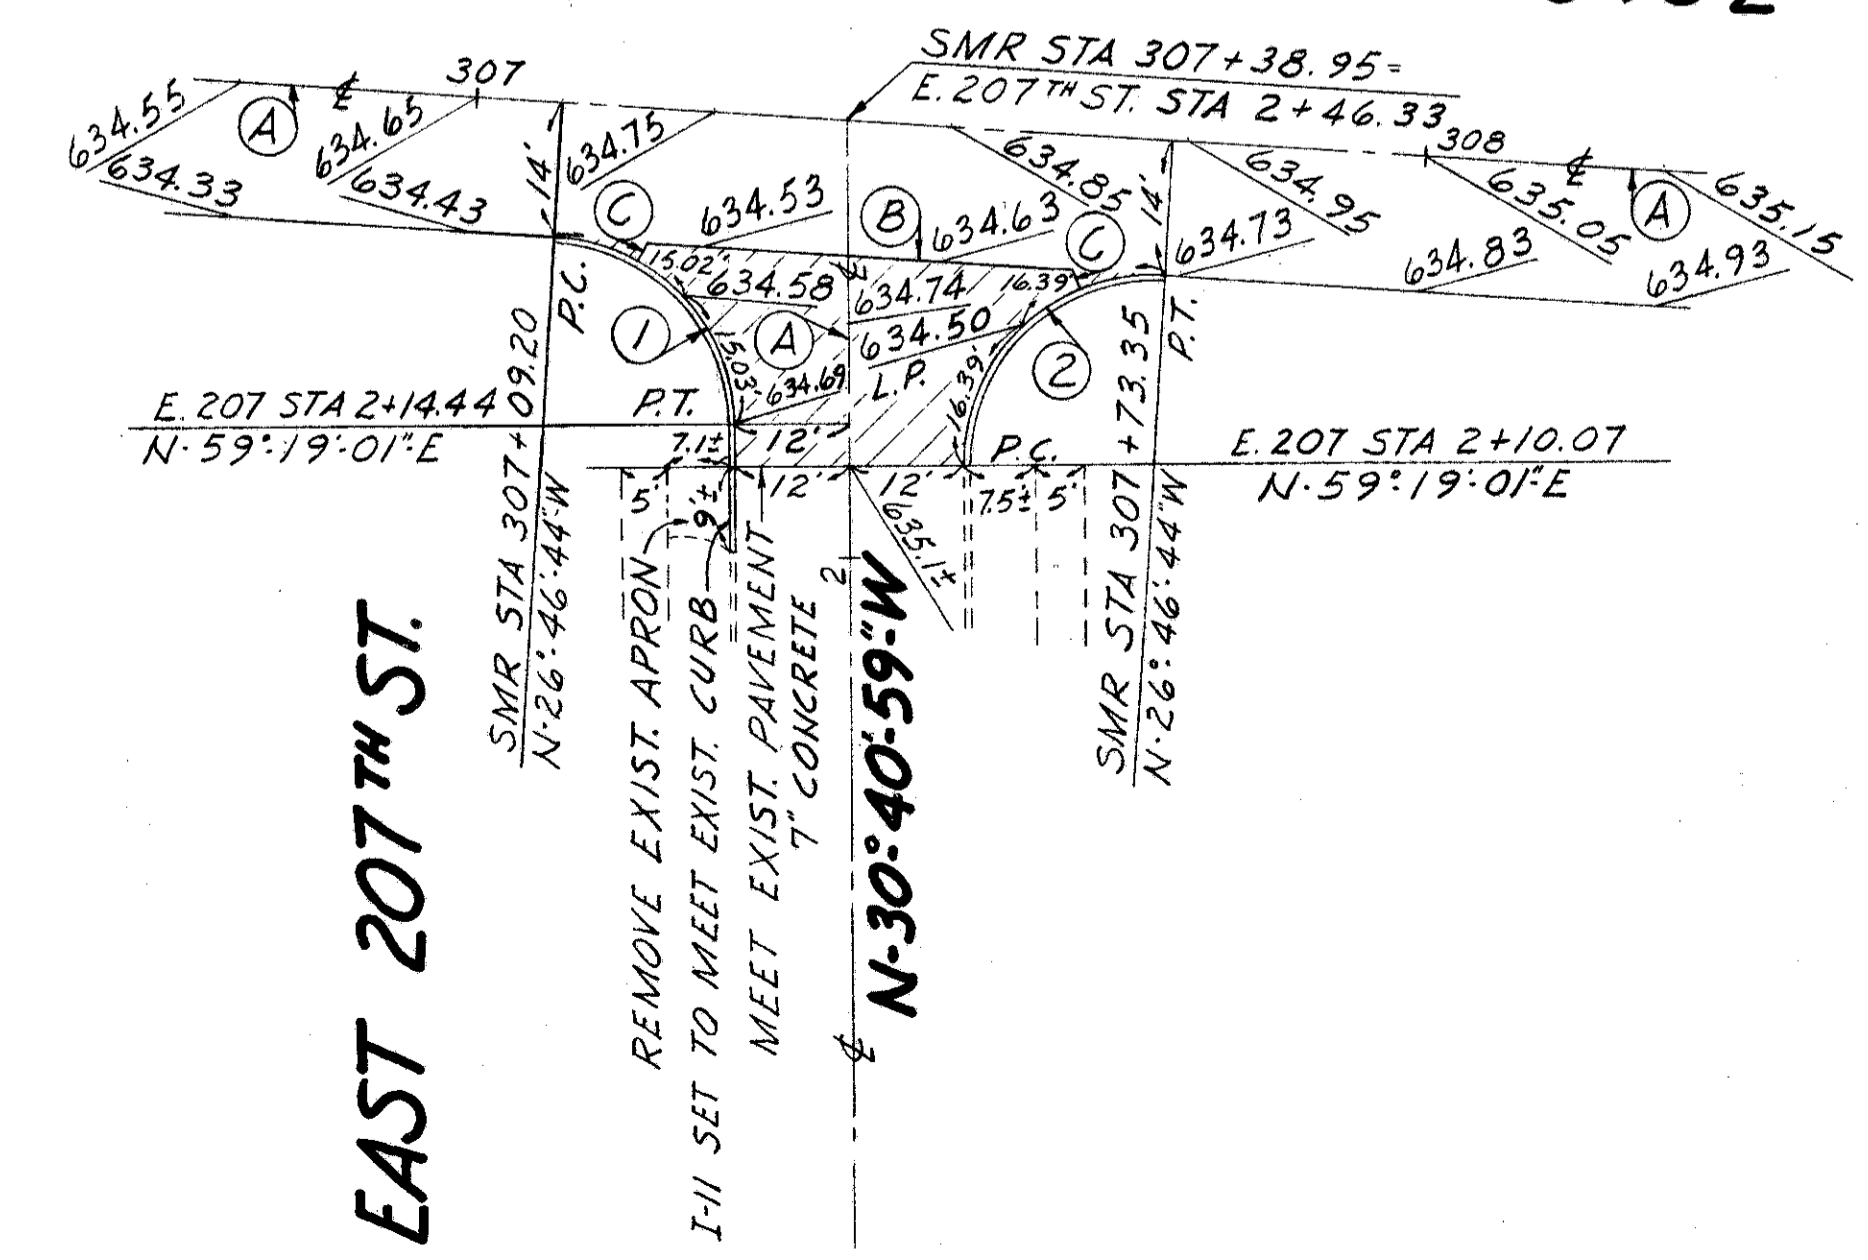 SMR STA 307+38.95=
E. 207TH ST. STA 2+46.33
307
308
℄
℄
634.55
634.33
A
634.65
634.43
14'
634.75
C
634.53
B
634.63
634.85
C
14'
634.95
634.73
635.05
634.83
A
635.15
634.93
P.C.
15.02'
634.58
3
634.74
16.39'
P.T.
1
15.03'
A
634.50
L.P.
16.39'
2
634.69
E. 207 STA 2+14.44
N·59°·19'·01"·E
P.T.
7.1±
12'
P.C.
E. 207 STA 2+10.07
N·59°·19'·01"·E
5'
9'±
12'
12'
7.5±
5'
635.1±
2
SMR STA 307+09.20
N·26°·46'·44"W
SMR STA 307+73.35
N·26°·46'·44"W
EAST 207TH ST.
REMOVE EXIST. APRON
I-11 SET TO MEET EXIST. CURB
MEET EXIST. PAVEMENT
7" CONCRETE
N-30°-40'-59"-W
℄